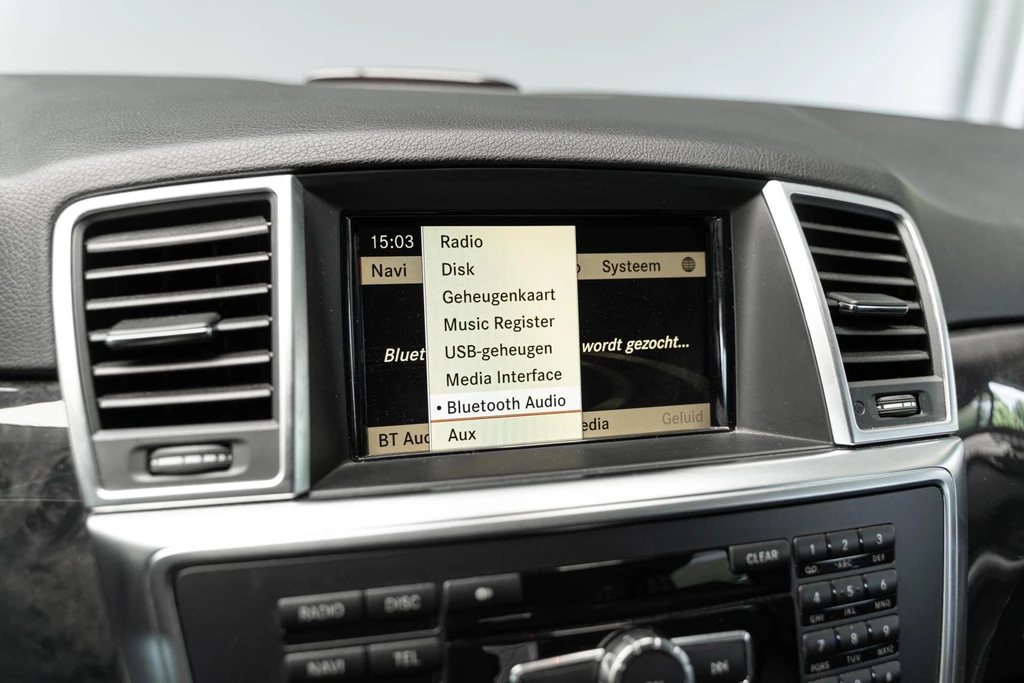 15:03
Radio
Disk
Geheugenkaart
Music Register
USB-geheugen
Media Interface
• Bluetooth Audio
Aux
Navi
Systeem
Bluet
wordt gezocht...
BT Aud
edia
Geluid
RADIO
DISC
NAVI
TEL
CLEAR
1 2 3
ABC DEF
4 5 6
GHI JKL MNO
7 8 9
PQRS TUV WXYZ